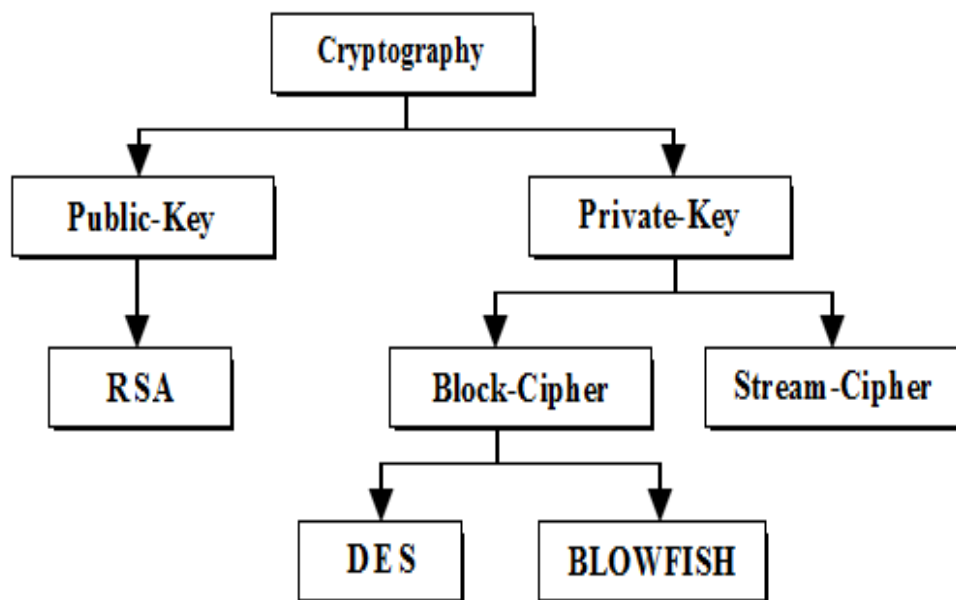 Cryptography
Public-Key
Private-Key
RSA
Block-Cipher
Stream-Cipher
DES
BLOWFISH